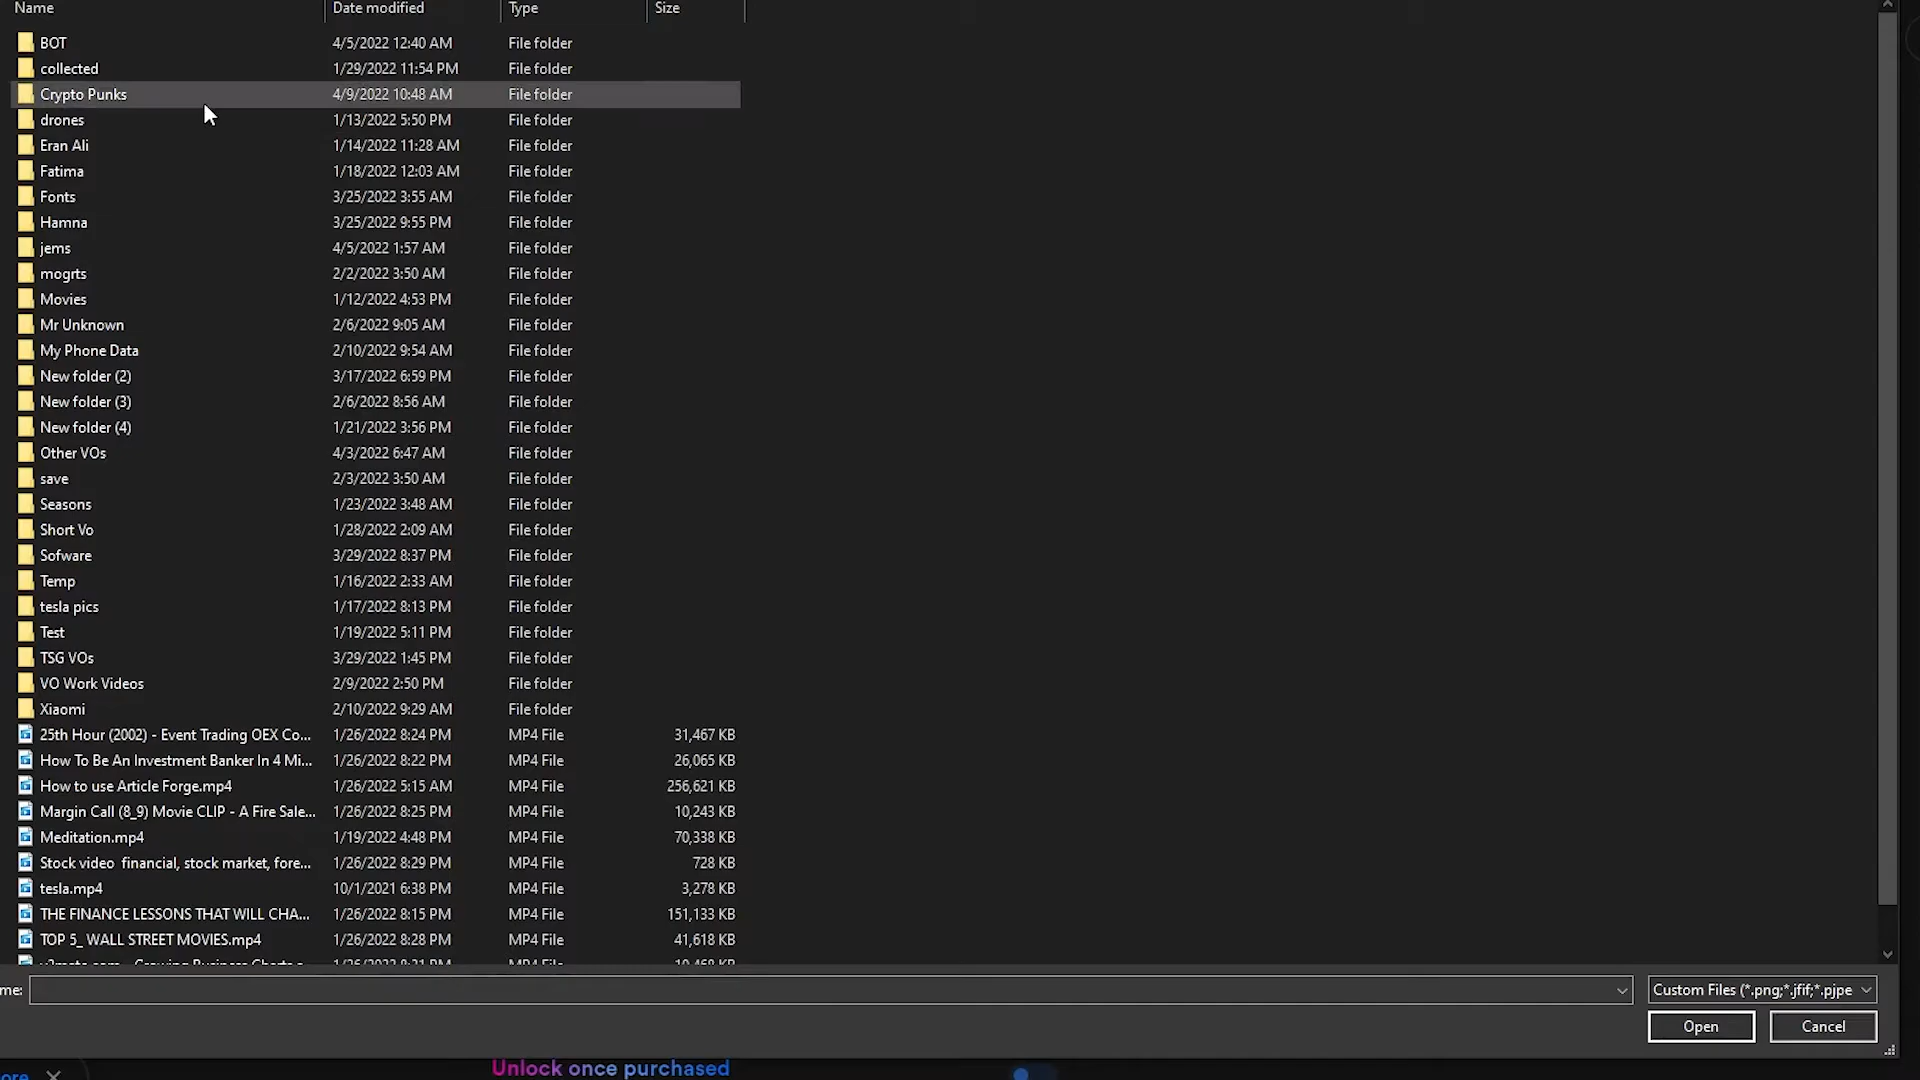 Name Date modified Type Size
BOT 4/5/2022 12:40 AM File folder
collected 1/29/2022 11:54 PM File folder
Crypto Punks 4/9/2022 10:48 AM File folder
drones 1/13/2022 5:50 PM File folder
Eran Ali 1/14/2022 11:28 AM File folder
Fatima 1/18/2022 12:03 AM File folder
Fonts 3/25/2022 3:55 AM File folder
Hamna 3/25/2022 9:55 PM File folder
jems 4/5/2022 1:57 AM File folder
mogrts 2/2/2022 3:50 AM File folder
Movies 1/12/2022 4:53 PM File folder
Mr Unknown 2/6/2022 9:05 AM File folder
My Phone Data 2/10/2022 9:54 AM File folder
New folder (2) 3/17/2022 6:59 PM File folder
New folder (3) 2/6/2022 8:56 AM File folder
New folder (4) 1/21/2022 3:56 PM File folder
Other VOs 4/3/2022 6:47 AM File folder
save 2/3/2022 3:50 AM File folder
Seasons 1/23/2022 3:48 AM File folder
Short Vo 1/28/2022 2:09 AM File folder
Sofware 3/29/2022 8:37 PM File folder
Temp 1/16/2022 2:33 AM File folder
tesla pics 1/17/2022 8:13 PM File folder
Test 1/19/2022 5:11 PM File folder
TSG VOs 3/29/2022 1:45 PM File folder
VO Work Videos 2/9/2022 2:50 PM File folder
Xiaomi 2/10/2022 9:29 AM File folder
25th Hour (2002) - Event Trading OEX Co... 1/26/2022 8:24 PM MP4 File 31,467 KB
How To Be An Investment Banker In 4 Mi... 1/26/2022 8:22 PM MP4 File 26,065 KB
How to use Article Forge.mp4 1/26/2022 5:15 AM MP4 File 256,621 KB
Margin Call (8_9) Movie CLIP - A Fire Sale... 1/26/2022 8:25 PM MP4 File 10,243 KB
Meditation.mp4 1/19/2022 4:48 PM MP4 File 70,338 KB
Stock video financial, stock market, fore... 1/26/2022 8:29 PM MP4 File 728 KB
tesla.mp4 10/1/2021 6:38 PM MP4 File 3,278 KB
THE FINANCE LESSONS THAT WILL CHA... 1/26/2022 8:15 PM MP4 File 151,133 KB
TOP 5_ WALL STREET MOVIES.mp4 1/26/2022 8:28 PM MP4 File 41,618 KB
me: Custom Files (*.png;*.jfif;*.pjpe
Open Cancel
Unlock once purchased